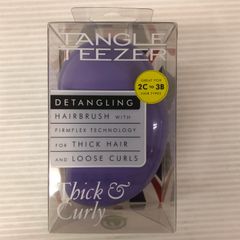 TANGLE
TEEZER
GREAT FOR
2C TO 3B
HAIR TYPES
DETANGLING
HAIRBRUSH WITH
FIRMFLEX TECHNOLOGY
FOR THICK HAIR
AND LOOSE CURLS
Thick &
Curly